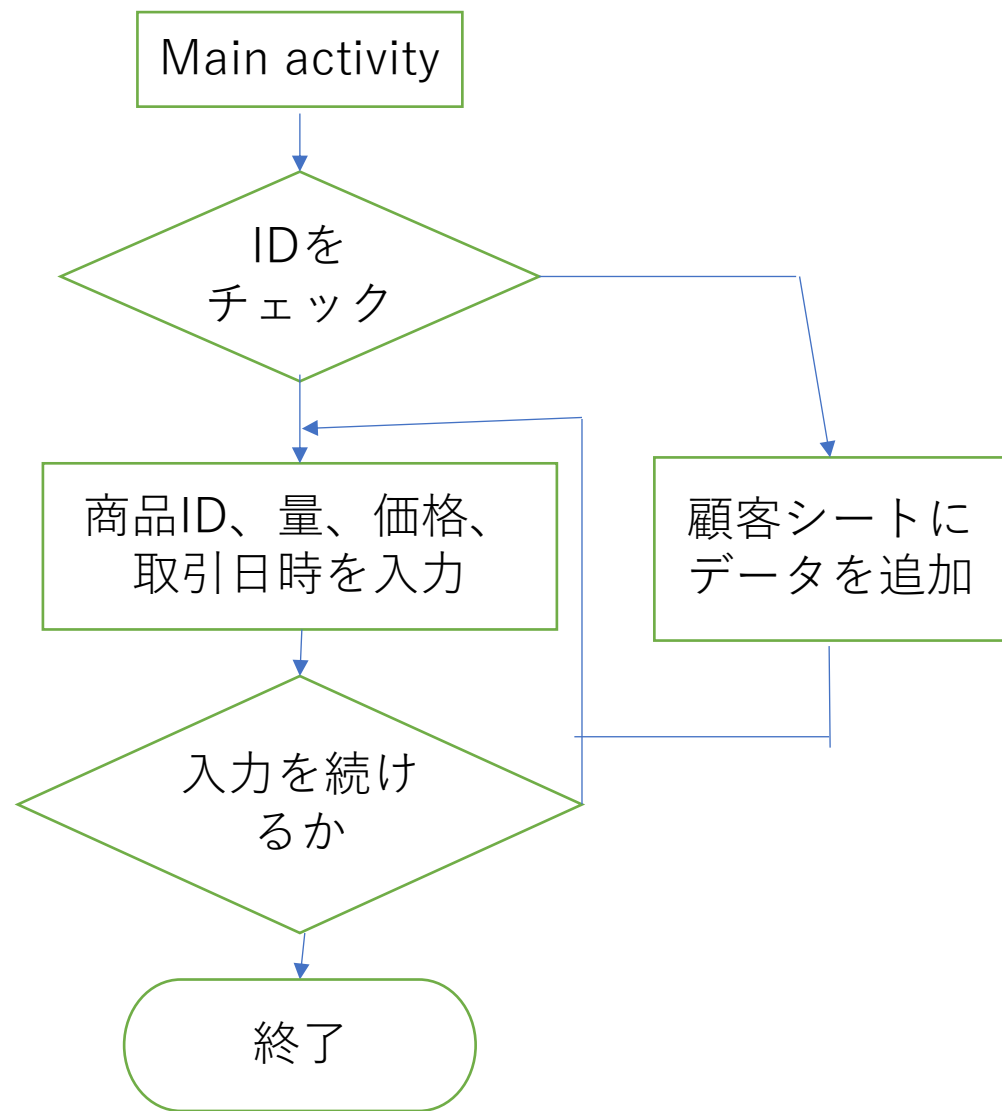 Main activity
IDを
チェック
商品ID、量、価格、
取引日時を入力
顧客シートに
データを追加
入力を続け
るか
終了